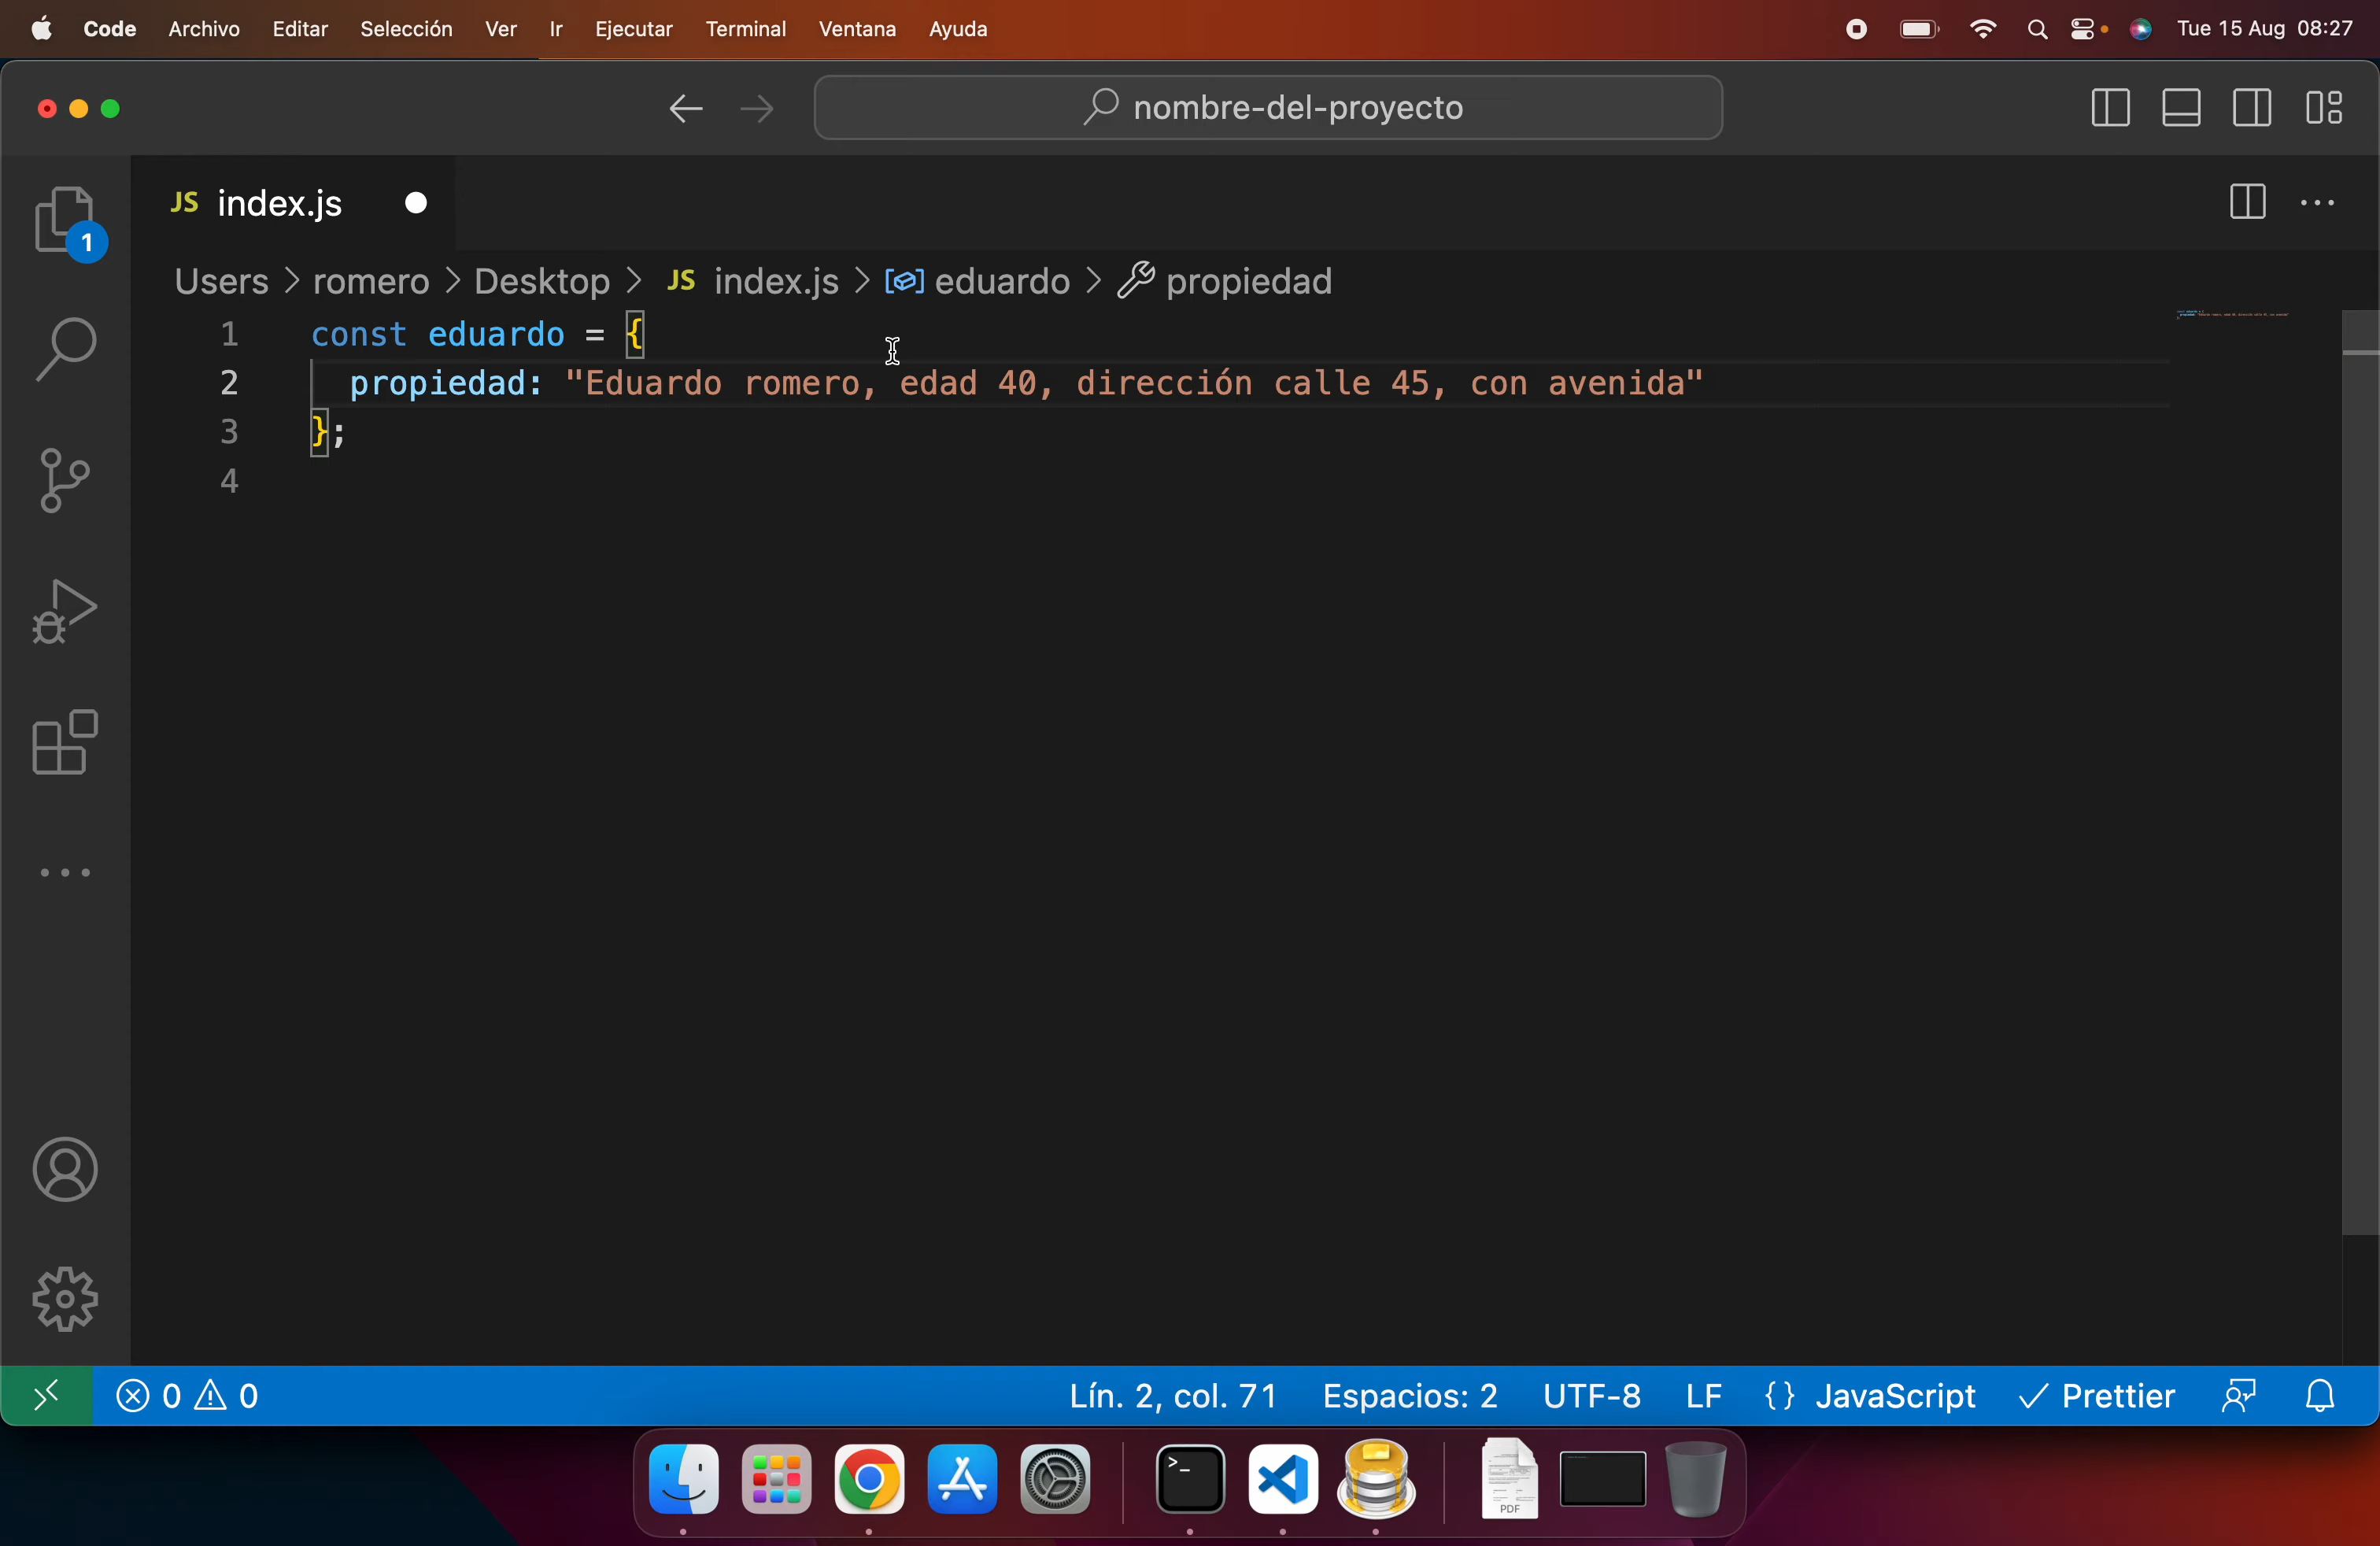 Code Archivo Editar Selección Ver Ir Ejecutar Terminal Ventana Ayuda Tue 15 Aug 08:27
nombre-del-proyecto
JS index.js
1
Users > romero > Desktop > JS index.js > eduardo > propiedad
1 const eduardo = {
2 propiedad: "Eduardo romero, edad 40, dirección calle 45, con avenida"
3 };
4
0 0 Lín. 2, col. 71 Espacios: 2 UTF-8 LF {} JavaScript Prettier
>_
PDF